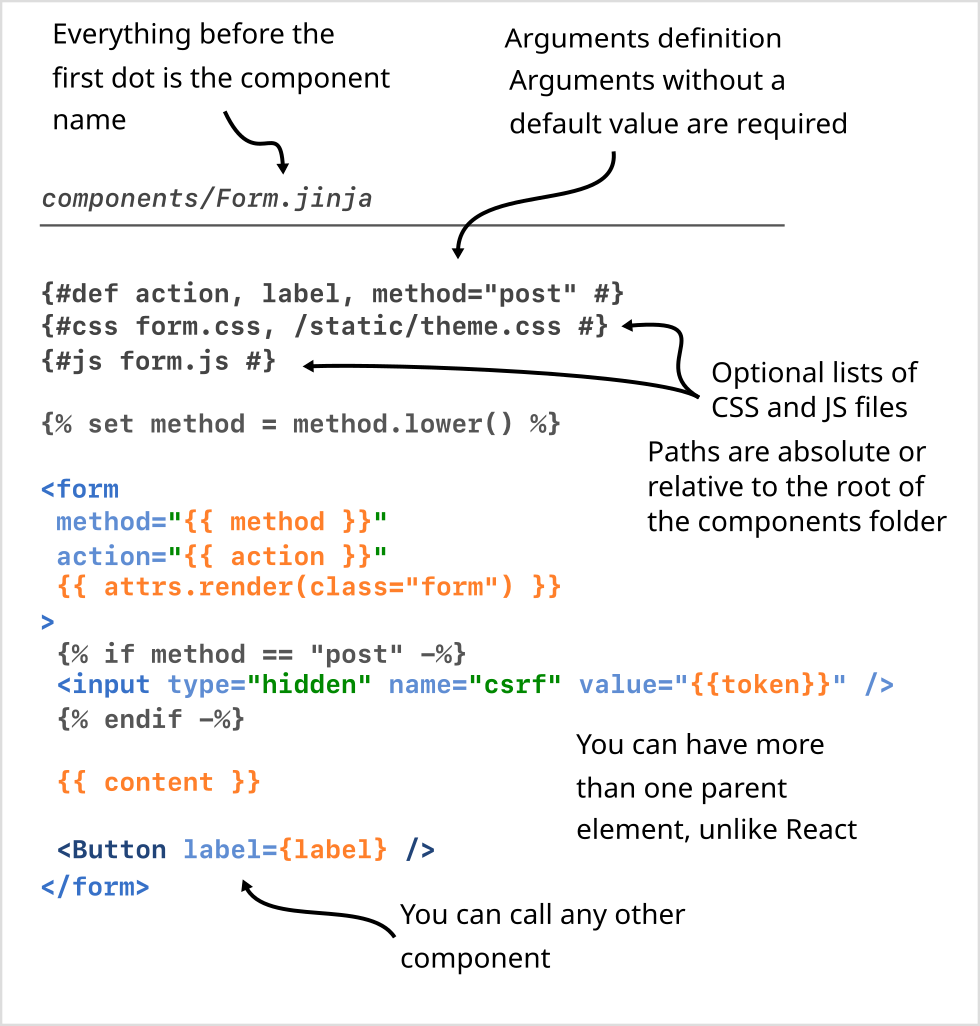 Everything before the
first dot is the component
name
Arguments definition
Arguments without a
default value are required
components/Form.jinja
{#def action, label, method="post" #}
{#css form.css, /static/theme.css #}
{#js form.js #}
Optional lists of
CSS and JS files
Paths are absolute or
relative to the root of
the components folder
{% set method = method.lower() %}
<form
method="{{ method }}"
action="{{ action }}"
{{ attrs.render(class="form") }}
>
{% if method == "post" -%}
<input type="hidden" name="csrf" value="{{token}}" />
{% endif -%}
{{ content }}
You can have more
than one parent
element, unlike React
<Button label={label} />
</form>
You can call any other
component